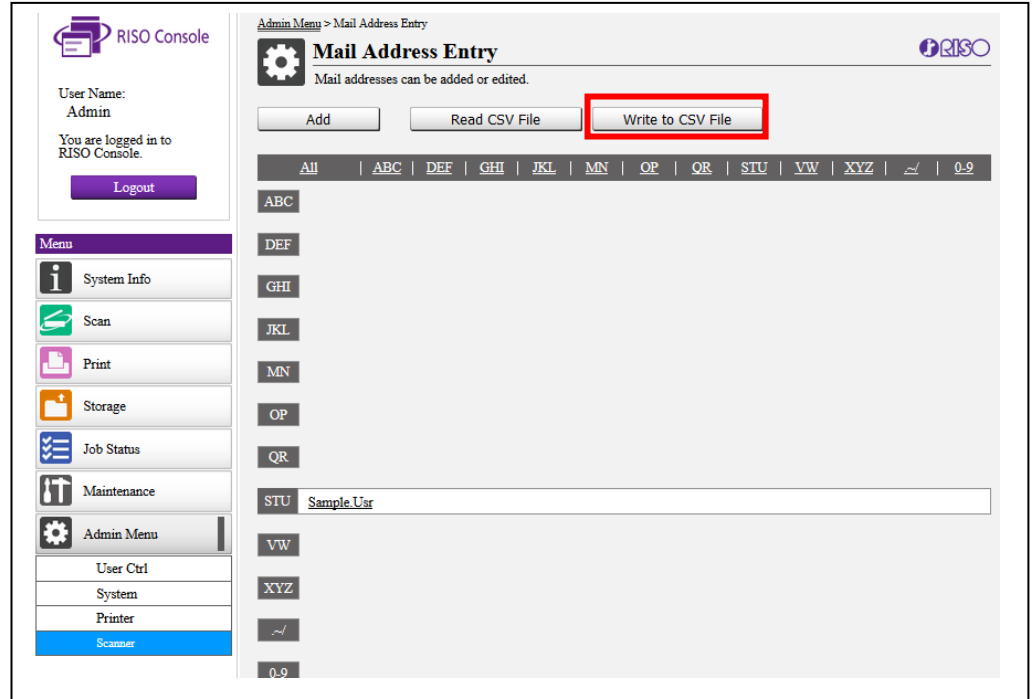 RISO Console
User Name:
Admin
You are logged in to
RISO Console.
Logout
Menu
System Info
Scan
Print
Storage
Job Status
Maintenance
Admin Menu
User Ctrl
System
Printer
Scanner
Admin Menu > Mail Address Entry
Mail Address Entry
RISO
Mail addresses can be added or edited.
Add Read CSV File Write to CSV File
All | ABC | DEF | GHI | JKL | MN | OP | QR | STU | VW | XYZ | .~/ | 0-9
ABC
DEF
GHI
JKL
MN
OP
QR
STU Sample.Usr
VW
XYZ
.~/
0-9